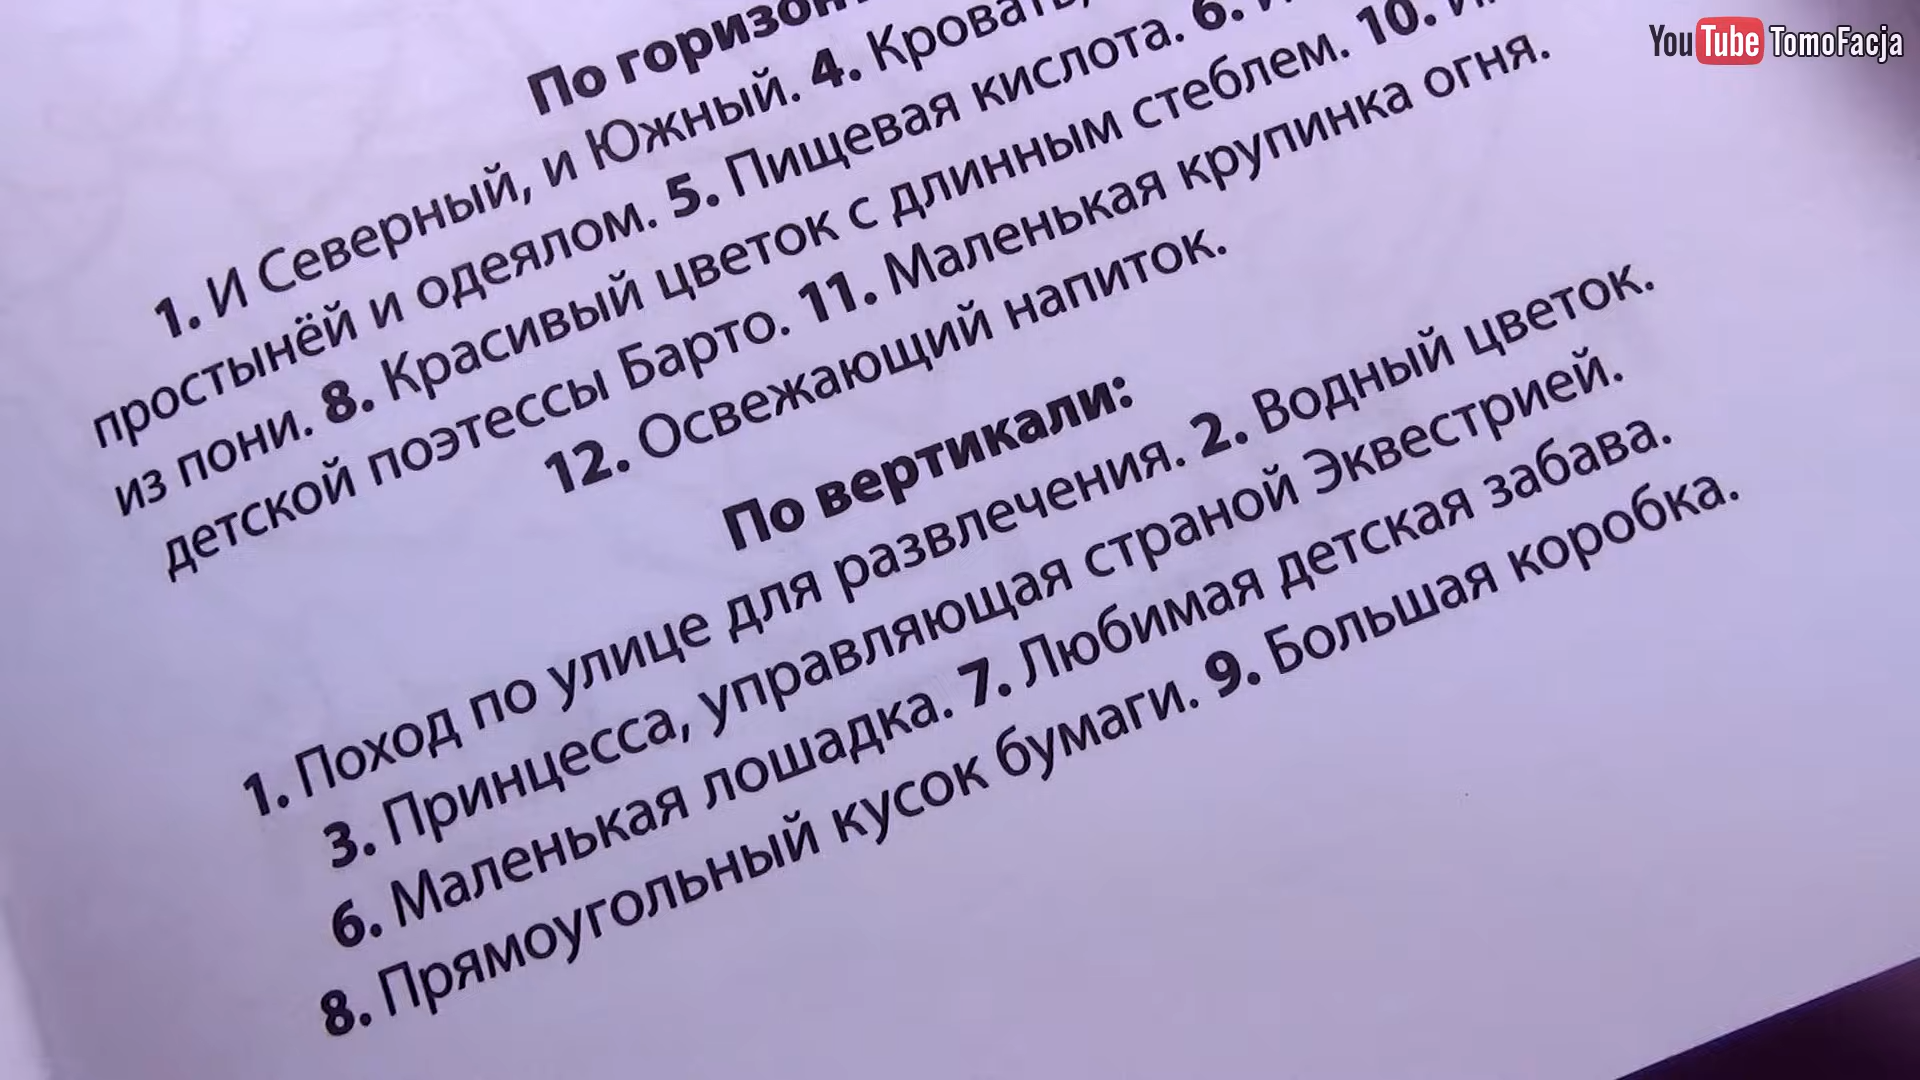 YouTube TomoFacja
По
1. И Северный, и Южный. 4. Кровать,
простынёй и одеялом. 5. Пищевая кислота. 6.
из пони. 8. Красивый цветок с длинным стеблем. 10.
детской поэтессы Барто. 11. Маленькая крупинка огня.
12. Освежающий напиток.
По вертикали:
1. Поход по улице для развлечения. 2. Водный цветок.
3. Принцесса, управляющая страной Эквестрией.
6. Маленькая лошадка. 7. Любимая детская забава.
8. Прямоугольный кусок бумаги. 9. Большая коробка.